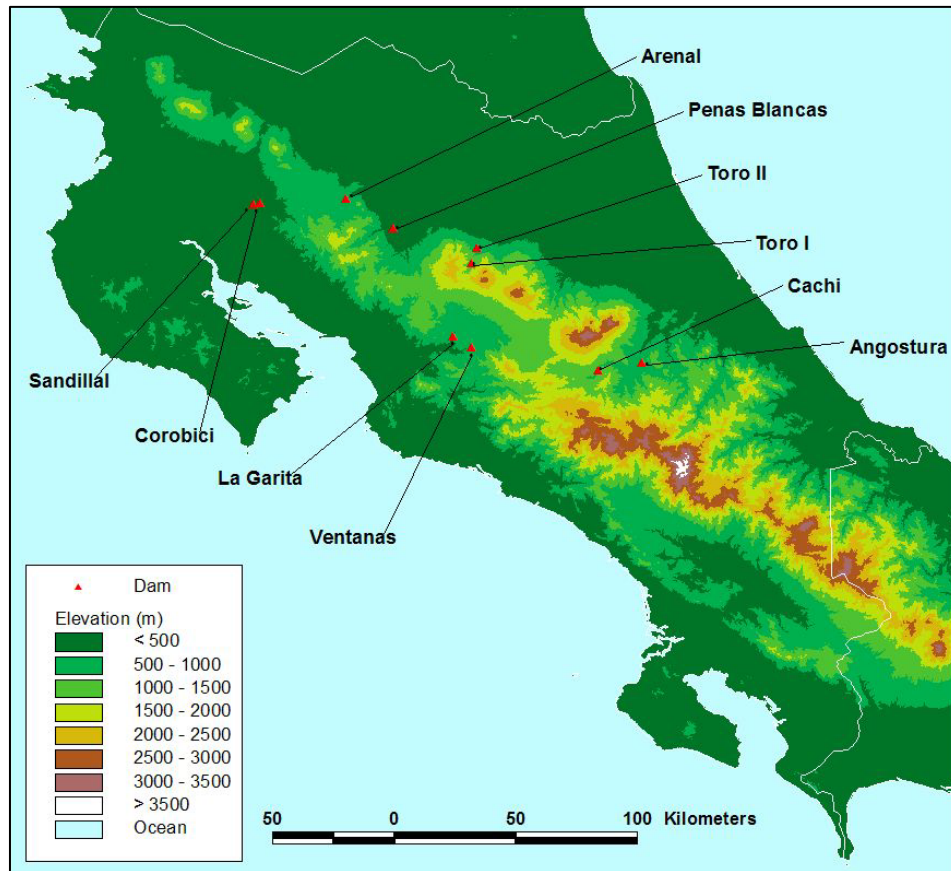 Arenal
Penas Blancas
Toro II
Toro I
Cachi
Angostura
Sandillal
Corobici
La Garita
Ventanas
Dam
Elevation (m)
< 500
500 - 1000
1000 - 1500
1500 - 2000
2000 - 2500
2500 - 3000
3000 - 3500
> 3500
Ocean
50 0 50 100 Kilometers